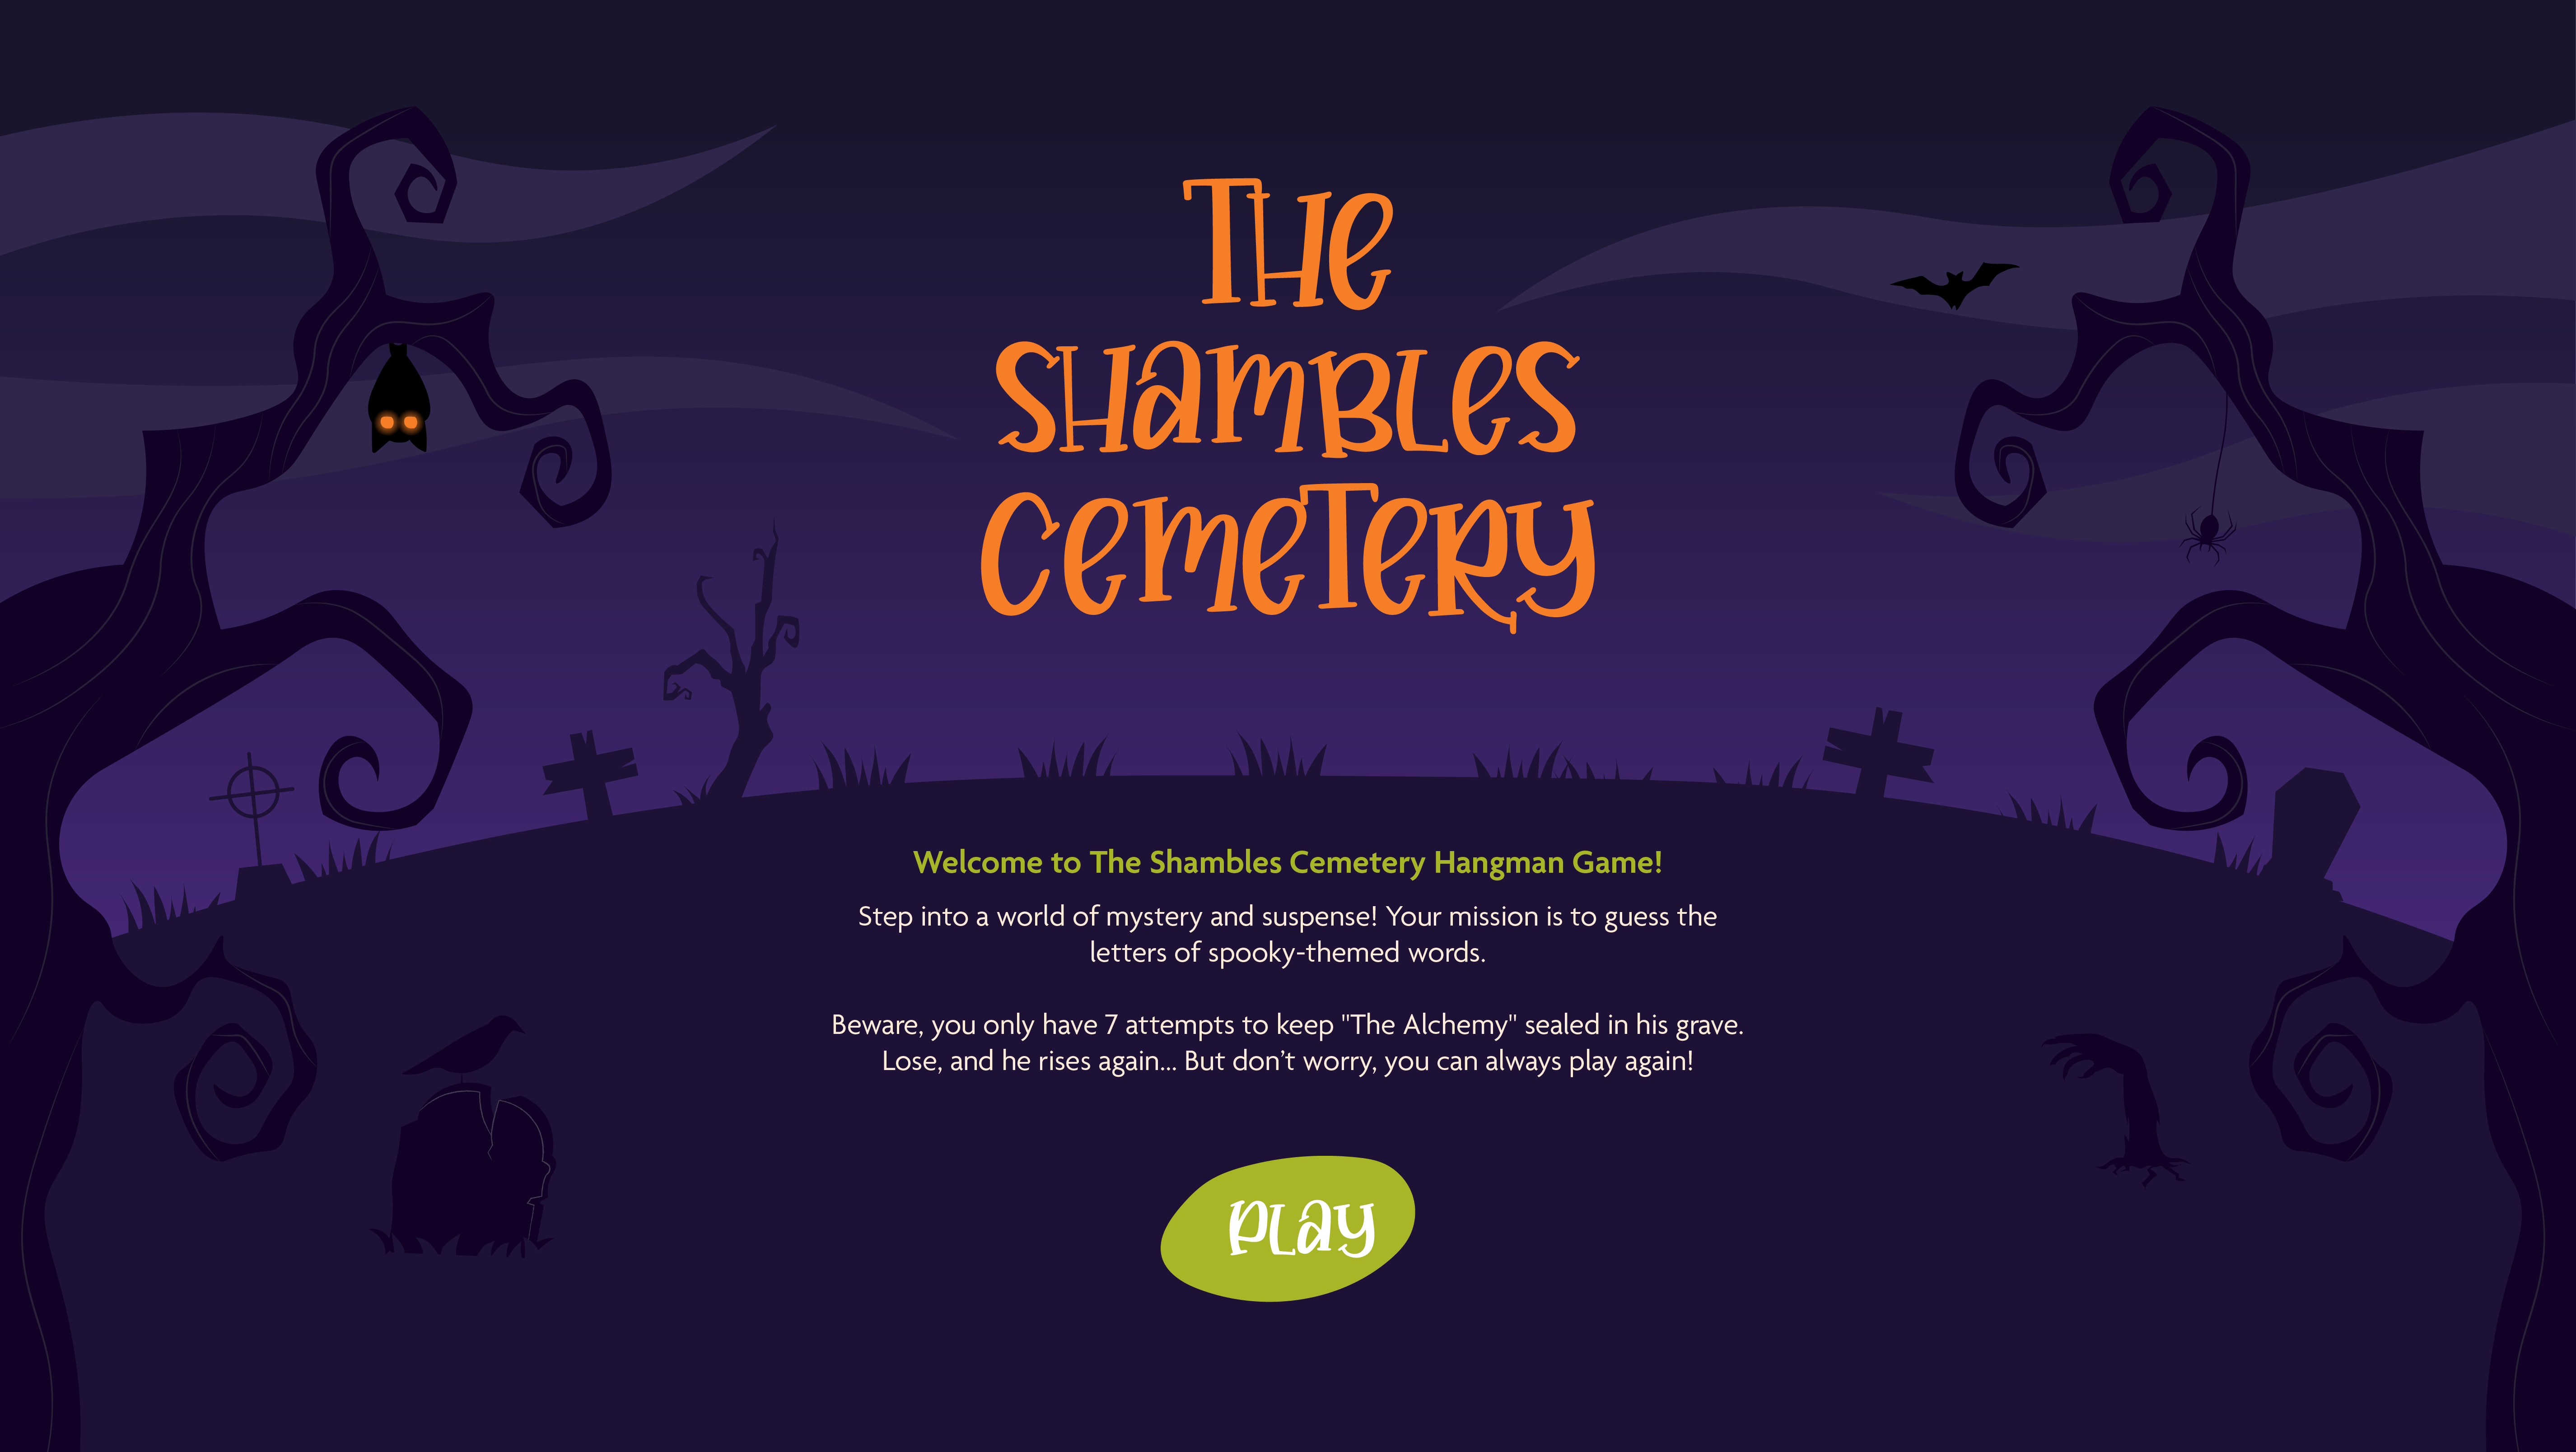 THe
SHaMBLes
CeMeTeRy
Welcome to The Shambles Cemetery Hangman Game!
Step into a world of mystery and suspense! Your mission is to guess the
letters of spooky-themed words.
Beware, you only have 7 attempts to keep "The Alchemy" sealed in his grave.
Lose, and he rises again... But don’t worry, you can always play again!
PLay